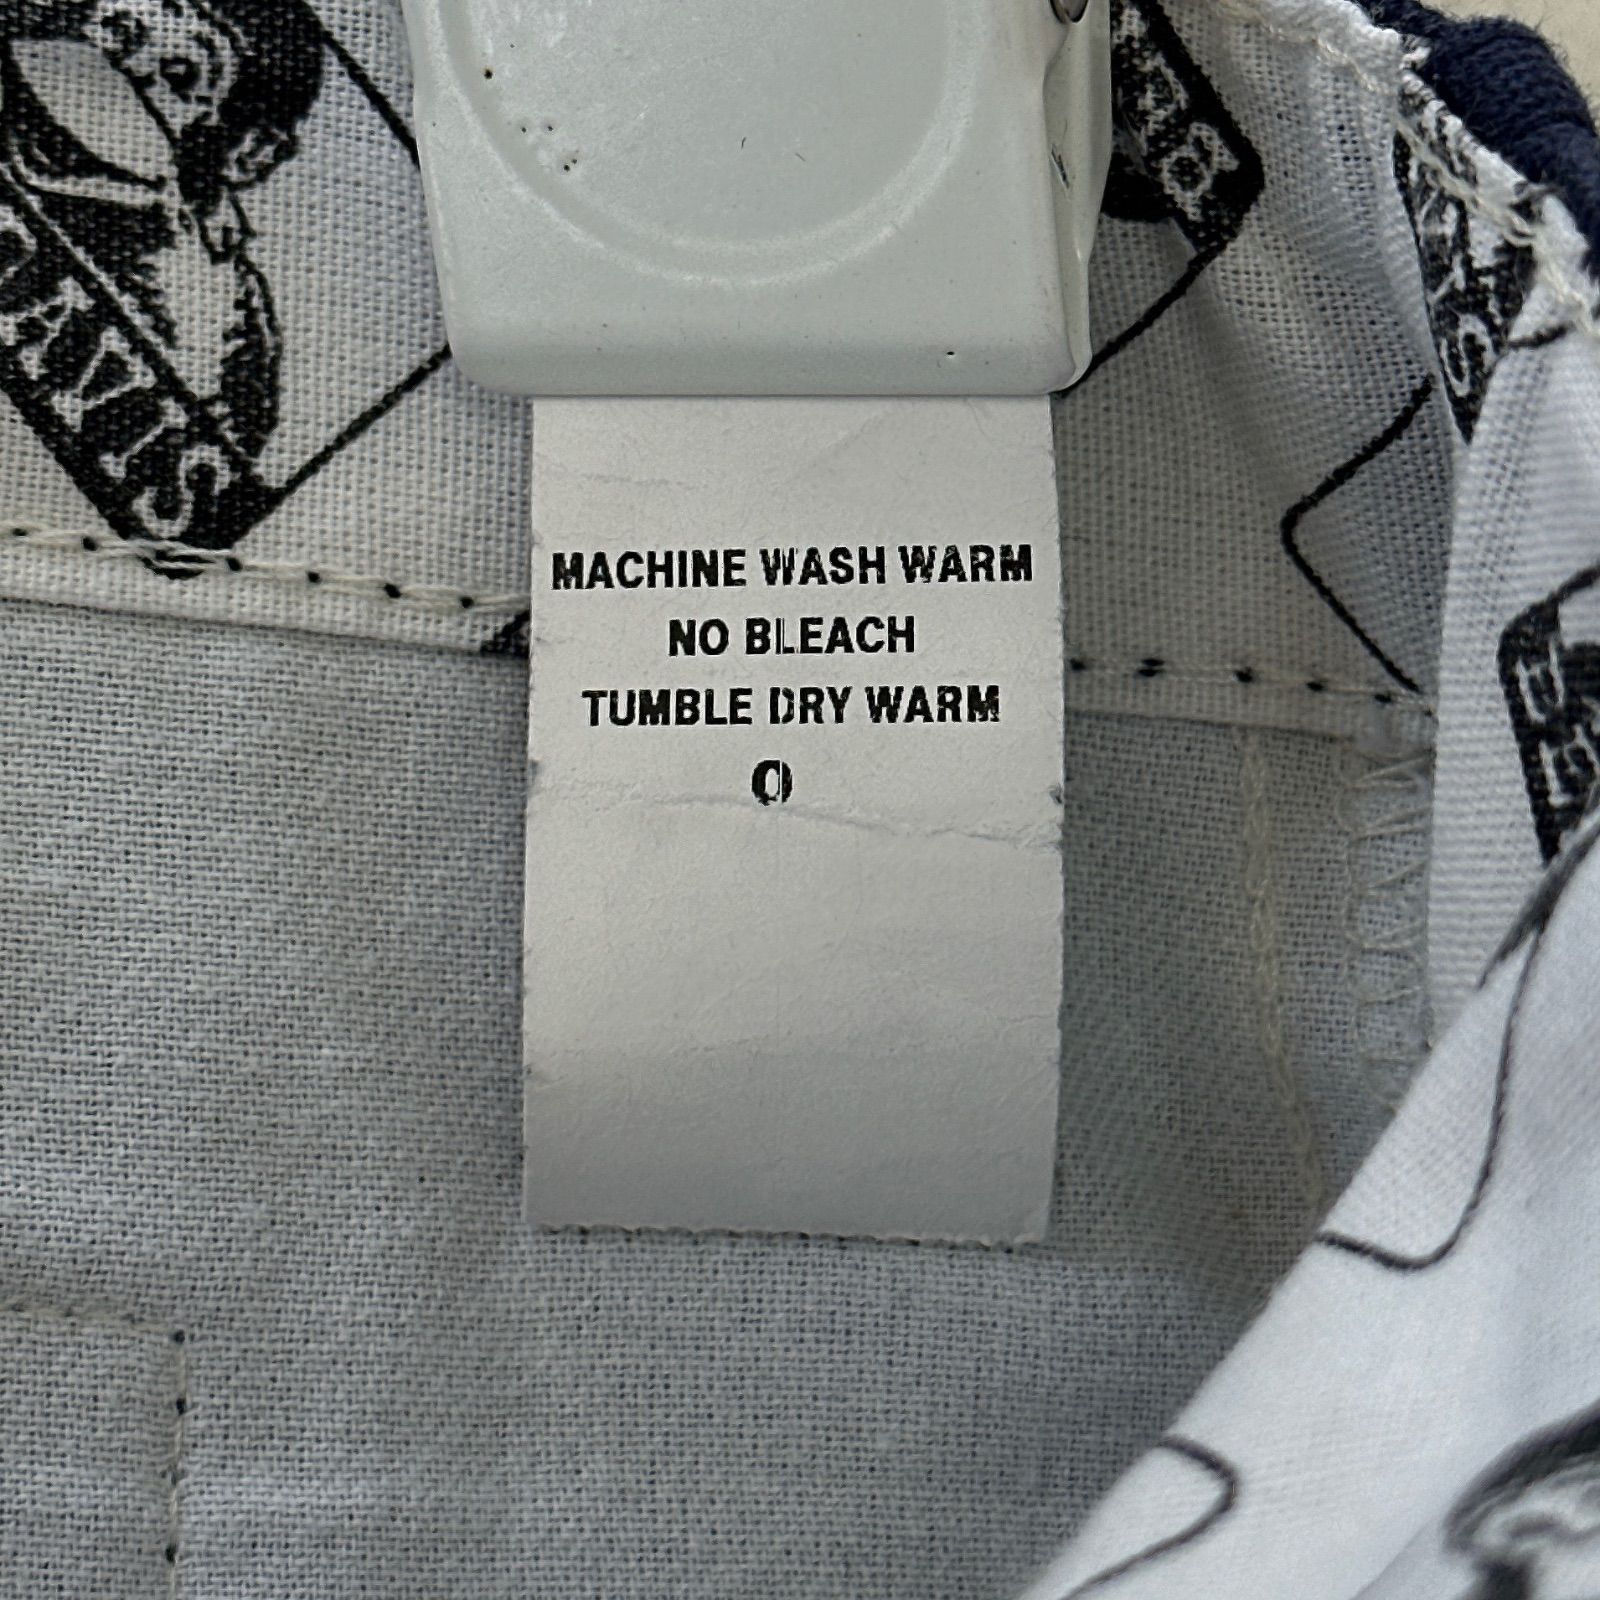 MACHINE WASH WARM
NO BLEACH
TUMBLE DRY WARM
0